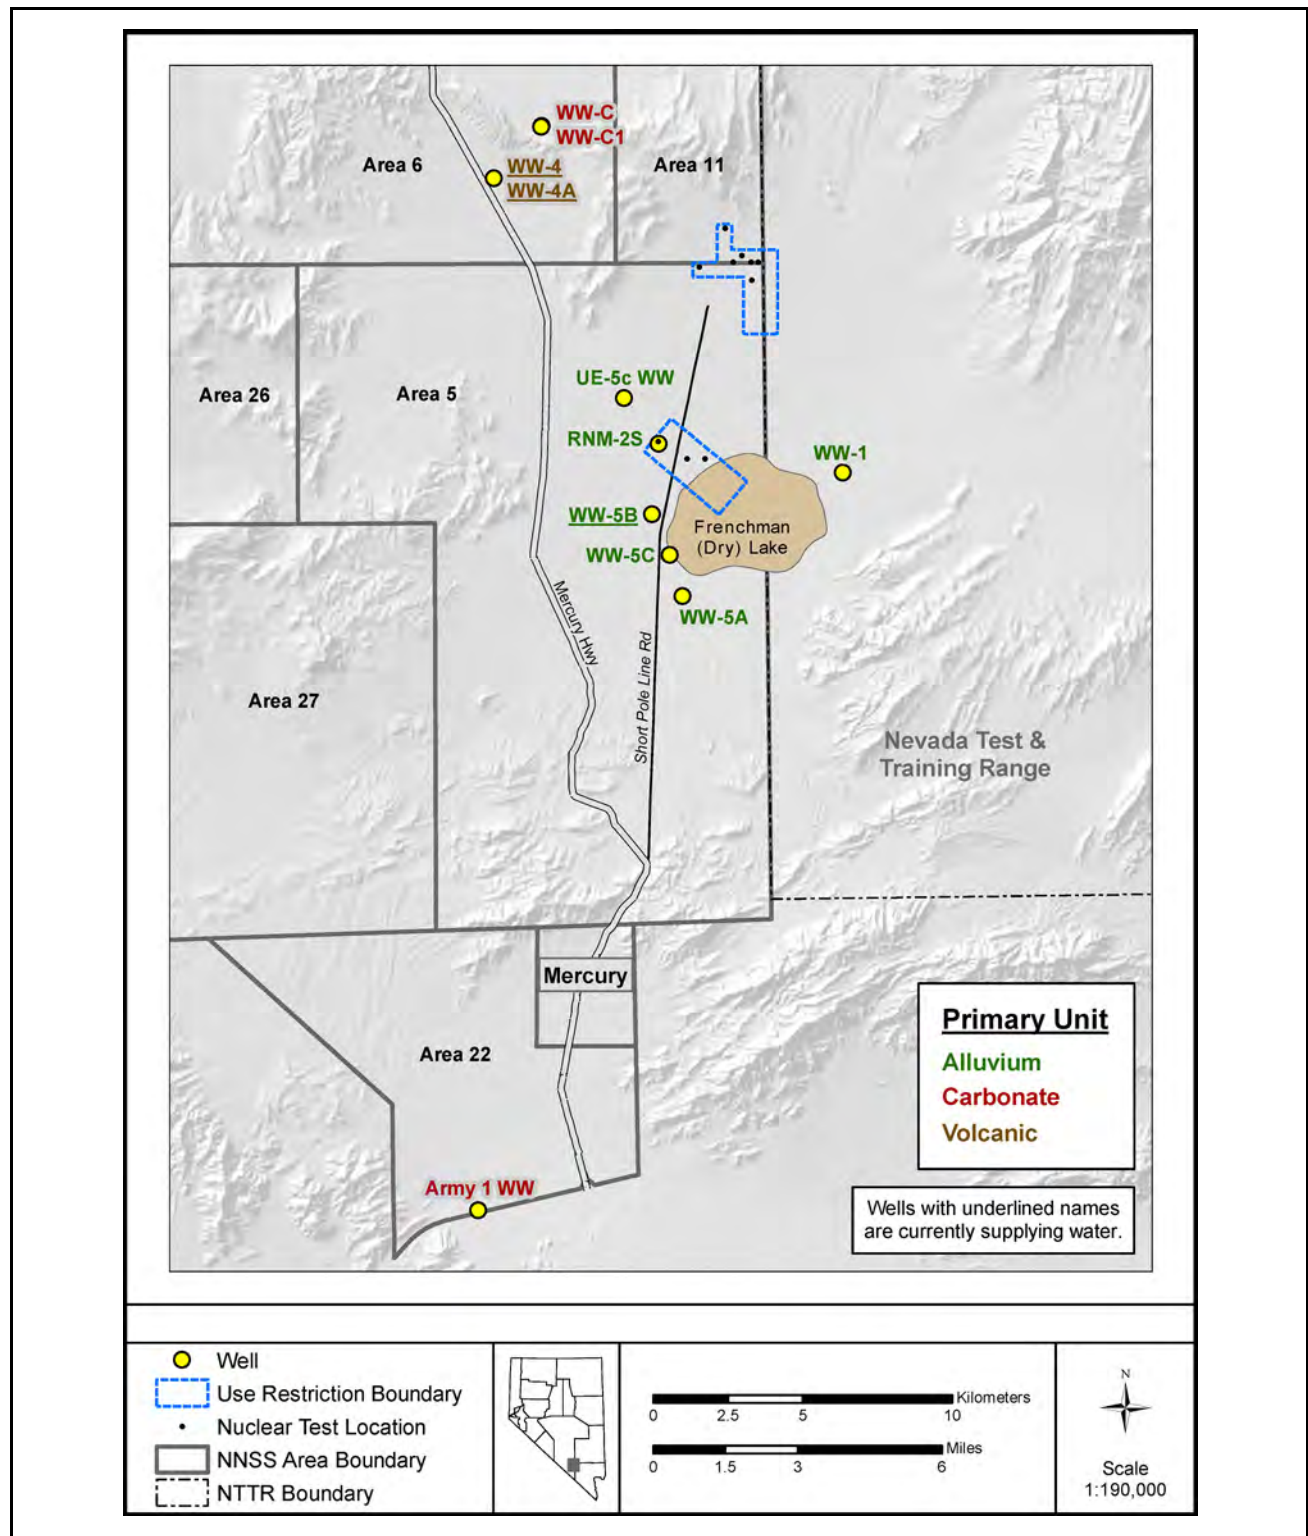 WW-C
WW-C1
Area 6
WW-4
WW-4A
Area 11
UE-5c WW
Area 26
Area 5
RNM-2S
WW-1
WW-5B
Frenchman
(Dry) Lake
WW-5C
WW-5A
Mercury Hwy
Short Pole Line Rd
Area 27
Nevada Test &
Training Range
Mercury
Area 22
Army 1 WW
Primary Unit
Alluvium
Carbonate
Volcanic
Wells with underlined names
are currently supplying water.
Well
Use Restriction Boundary
Nuclear Test Location
NNSS Area Boundary
NTTR Boundary
Kilometers
0 2.5 5 10
Miles
0 1.5 3 6
N
Scale
1:190,000